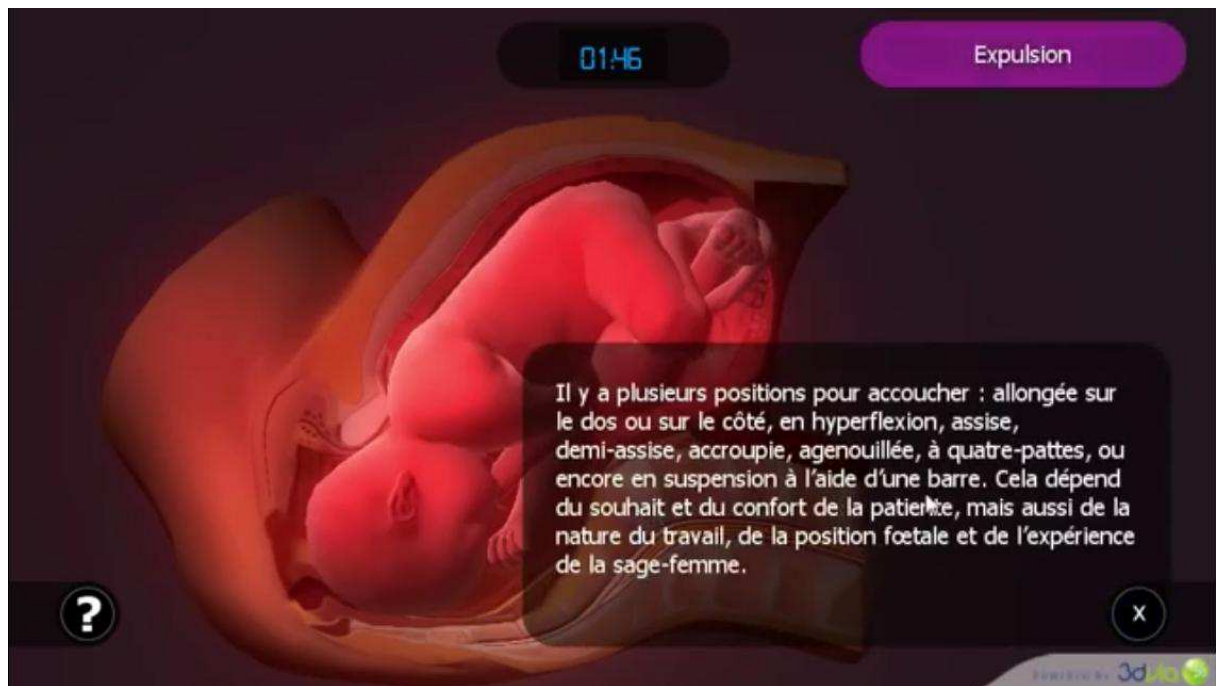 01:46
Expulsion
Il y a plusieurs positions pour accoucher : allongée sur
le dos ou sur le côté, en hyperflexion, assise,
demi-assise, accroupie, agenouillée, à quatre-pattes, ou
encore en suspension à l'aide d'une barre. Cela dépend
du souhait et du confort de la patiente, mais aussi de la
nature du travail, de la position fœtale et de l'expérience
de la sage-femme.
?
X
POWERED BY 3dvia